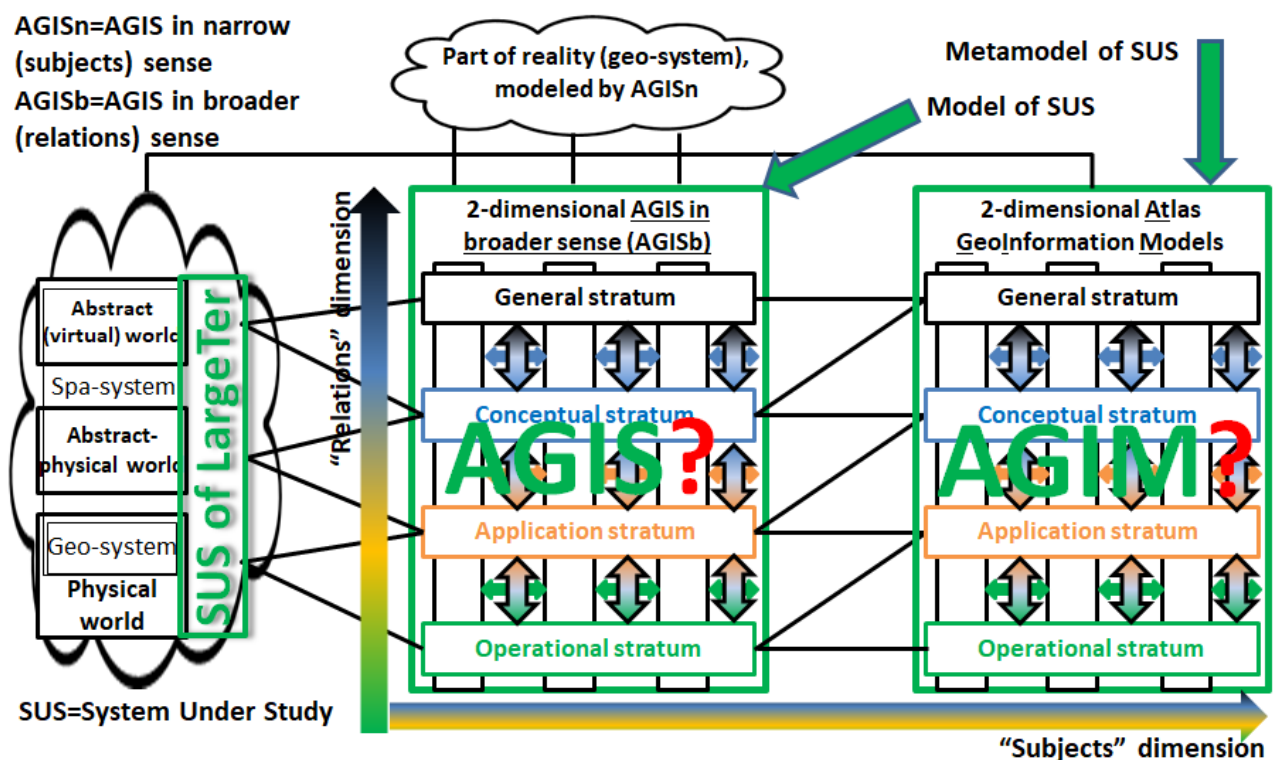 AGISn=AGIS in narrow
(subjects) sense
AGISb=AGIS in broader
(relations) sense
Part of reality (geo-system),
modeled by AGISn
Metamodel of SUS
Model of SUS
Abstract
(virtual) world
Spa-system
Abstract-
physical world
Geo-system
Physical
world
SUS of LargeTer
SUS=System Under Study
“Relations” dimension
2-dimensional AGIS in
broader sense (AGISb)
General stratum
Conceptual stratum
AGIS?
Application stratum
Operational stratum
2-dimensional Atlas
GeoInformation Models
General stratum
Conceptual stratum
AGIM?
Application stratum
Operational stratum
“Subjects” dimension